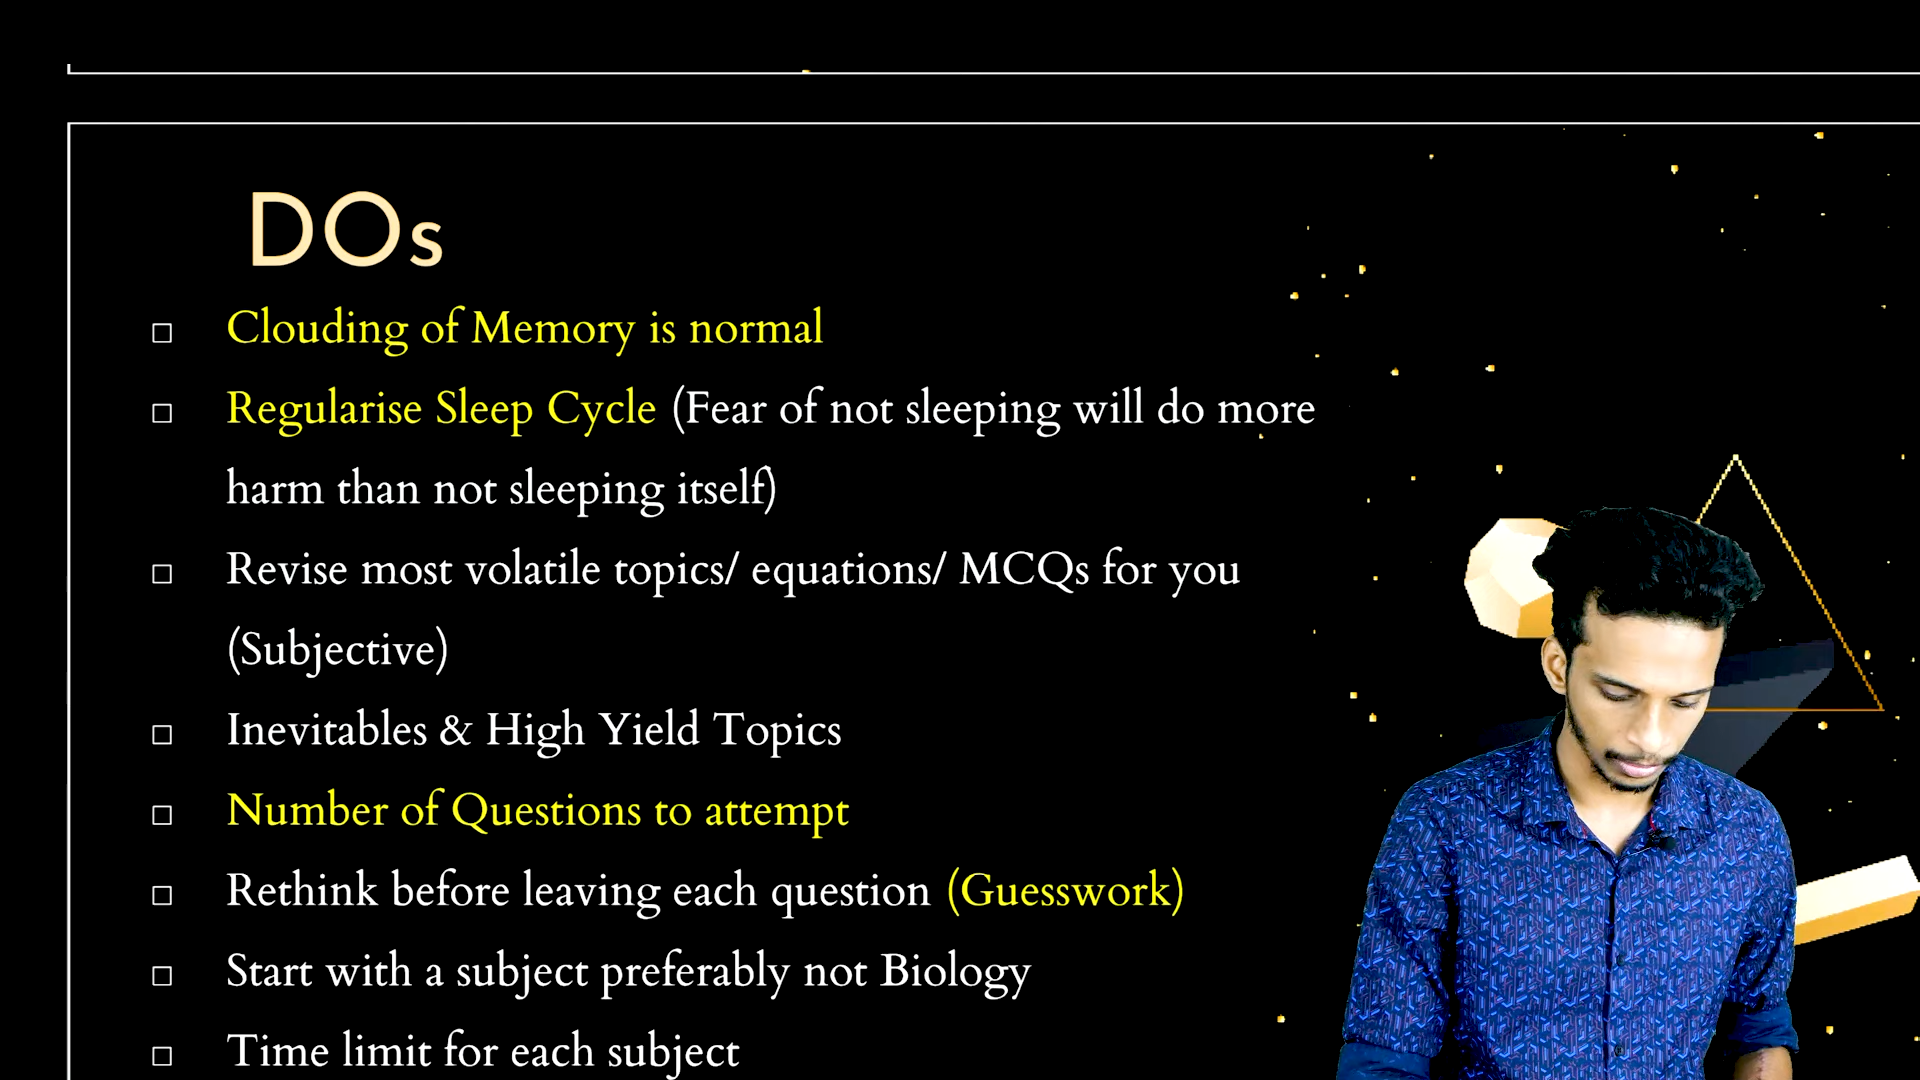 DOs
Clouding of Memory is normal
Regularise Sleep Cycle (Fear of not sleeping will do more
harm than not sleeping itself)
Revise most volatile topics/ equations/ MCQs for you
(Subjective)
Inevitables & High Yield Topics
Number of Questions to attempt
Rethink before leaving each question (Guesswork)
Start with a subject preferably not Biology
Time limit for each subject